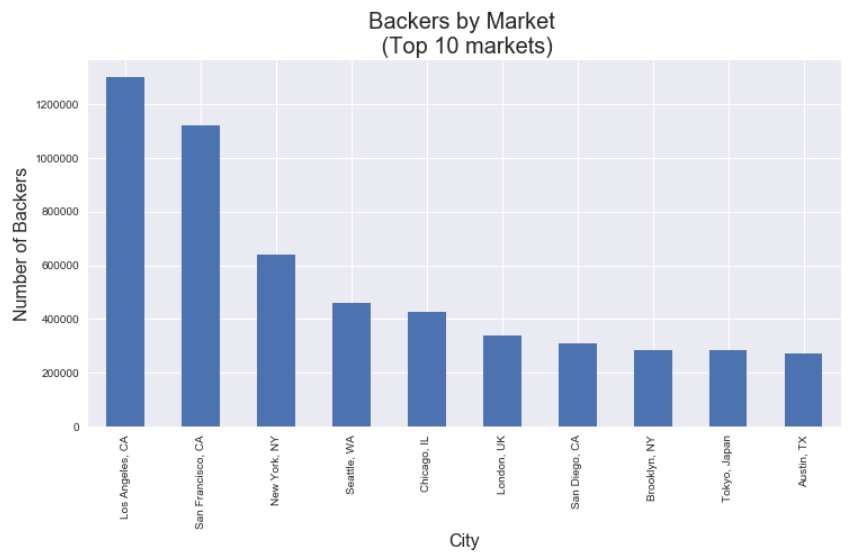 Backers by Market
(Top 10 markets)
Number of Backers
1200000
1000000
800000
600000
400000
200000
0
Los Angeles, CA
San Francisco, CA
New York, NY
Seattle, WA
Chicago, IL
London, UK
San Diego, CA
Brooklyn, NY
Tokyo, Japan
Austin, TX
City